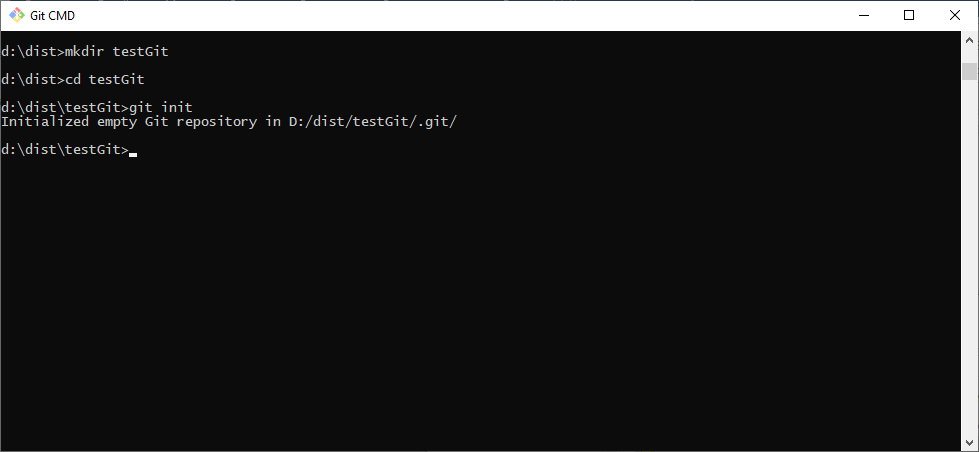 Git CMD
d:\dist>mkdir testGit
d:\dist>cd testGit
d:\dist\testGit>git init
Initialized empty Git repository in D:/dist/testGit/.git/
d:\dist\testGit>